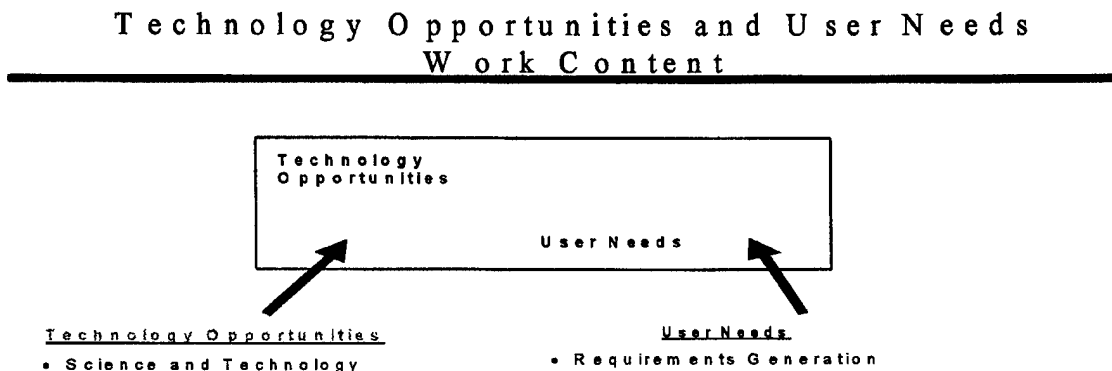 Technology Opportunities and User Needs
Work Content
Technology
Opportunities
User Needs
Technology Opportunities
• Science and Technology
User Needs
• Requirements Generation